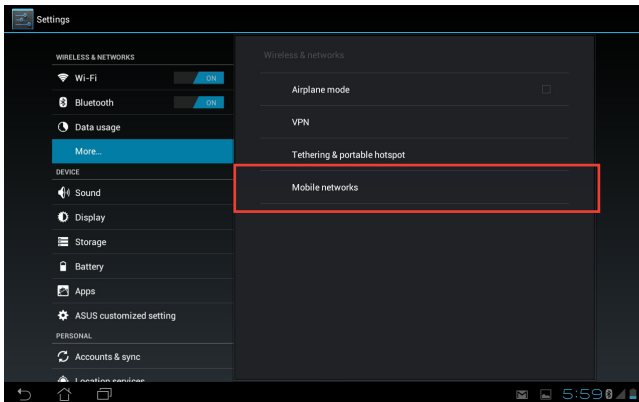 Settings
WIRELESS & NETWORKS
Wi-Fi
ON
Bluetooth
ON
Data usage
More...
DEVICE
Sound
Display
Storage
Battery
Apps
ASUS customized setting
PERSONAL
Accounts & sync
Location services
Wireless & networks
Airplane mode
VPN
Tethering & portable hotspot
Mobile networks
5:59